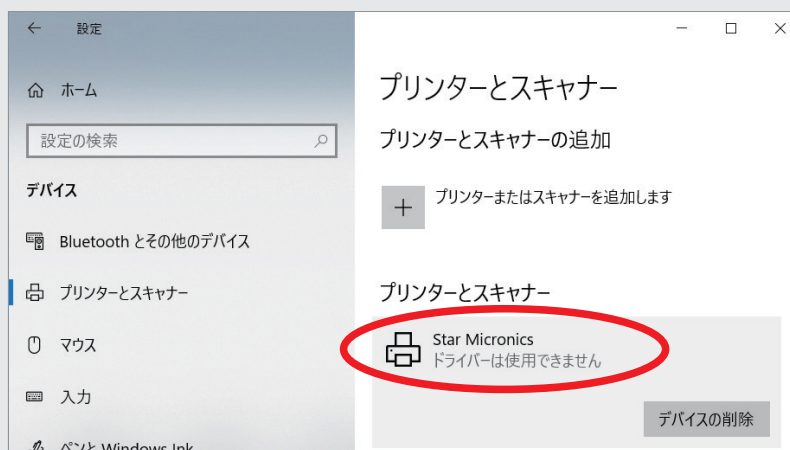 設定
ホーム
設定の検索
デバイス
Bluetooth とその他のデバイス
プリンターとスキャナー
マウス
入力
ペンと Windows Ink
プリンターとスキャナー
プリンターとスキャナーの追加
プリンターまたはスキャナーを追加します
プリンターとスキャナー
Star Micronics
ドライバーは使用できません
デバイスの削除